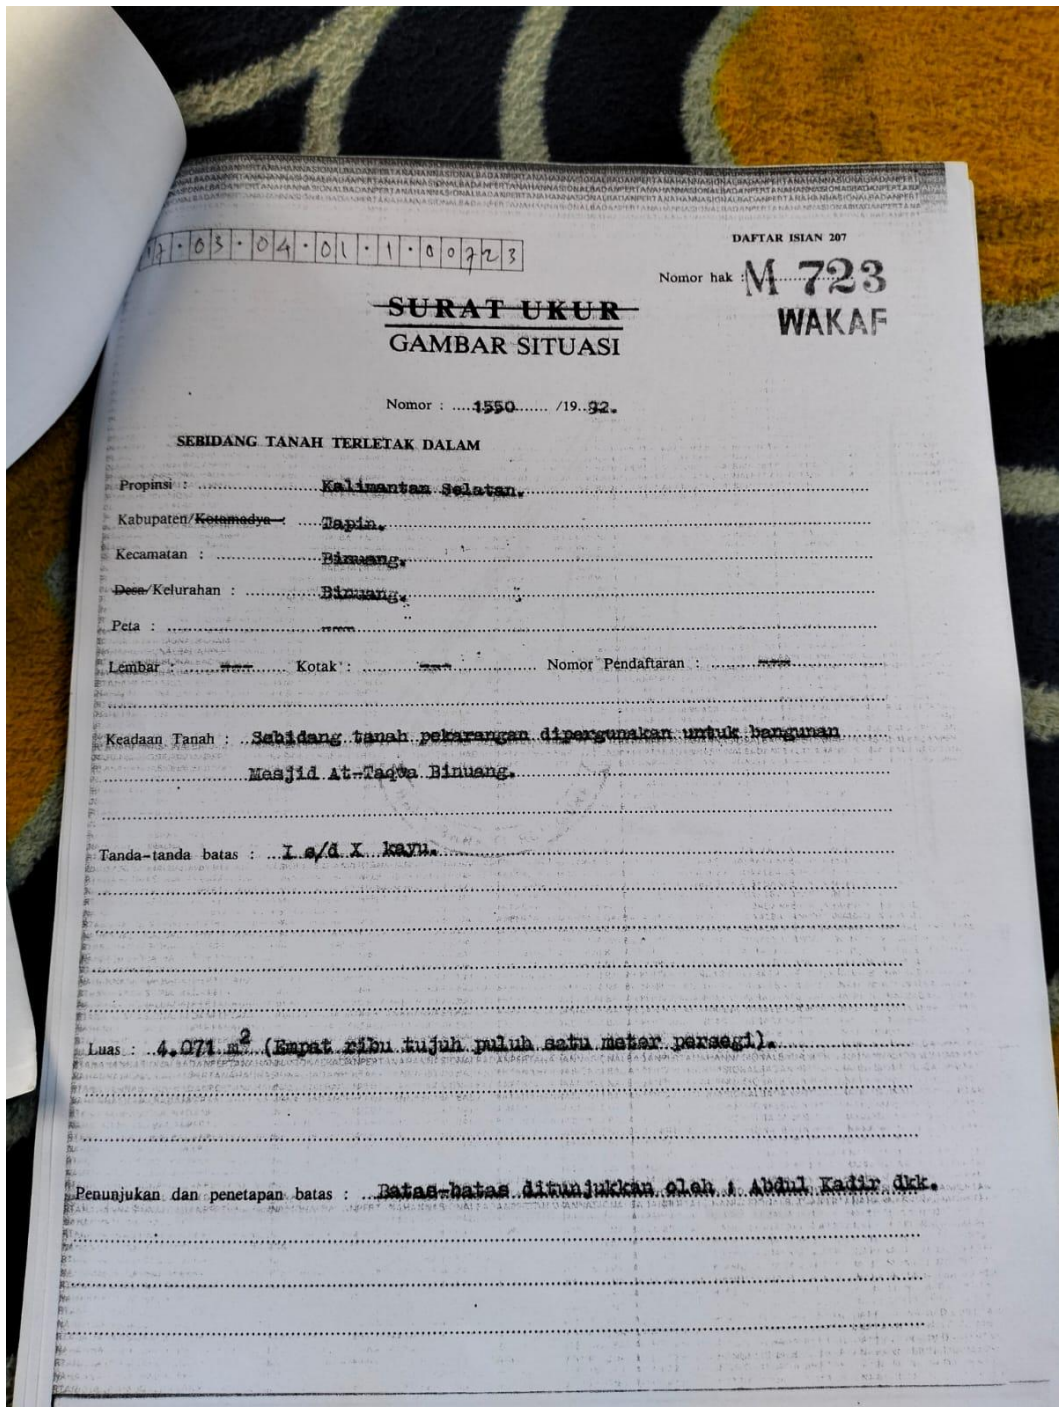 DAFTAR ISIAN 207
17.03.04.01.1.00723
Nomor hak : M 723
WAKAF
SURAT UKUR
GAMBAR SITUASI
Nomor : 1550 /19 92.
SEBIDANG TANAH TERLETAK DALAM
Propinsi : Kalimantan Selatan.
Kabupaten/Kotamadya : Tapin.
Kecamatan : Binuang.
Desa/Kelurahan : Binuang.
Peta : ---
Lembar : --- Kotak : --- Nomor Pendaftaran : ---
Keadaan Tanah : Sebidang tanah pekarangan dipergunakan untuk bangunan
Mesjid At-Taqwa Binuang.
Tanda-tanda batas : I s/d X kayu.
Luas : 4.071 m² (Empat ribu tujuh puluh satu meter persegi).
Penunjukan dan penetapan batas : Batas-batas ditunjukkan oleh : Abdul Kadir dkk.